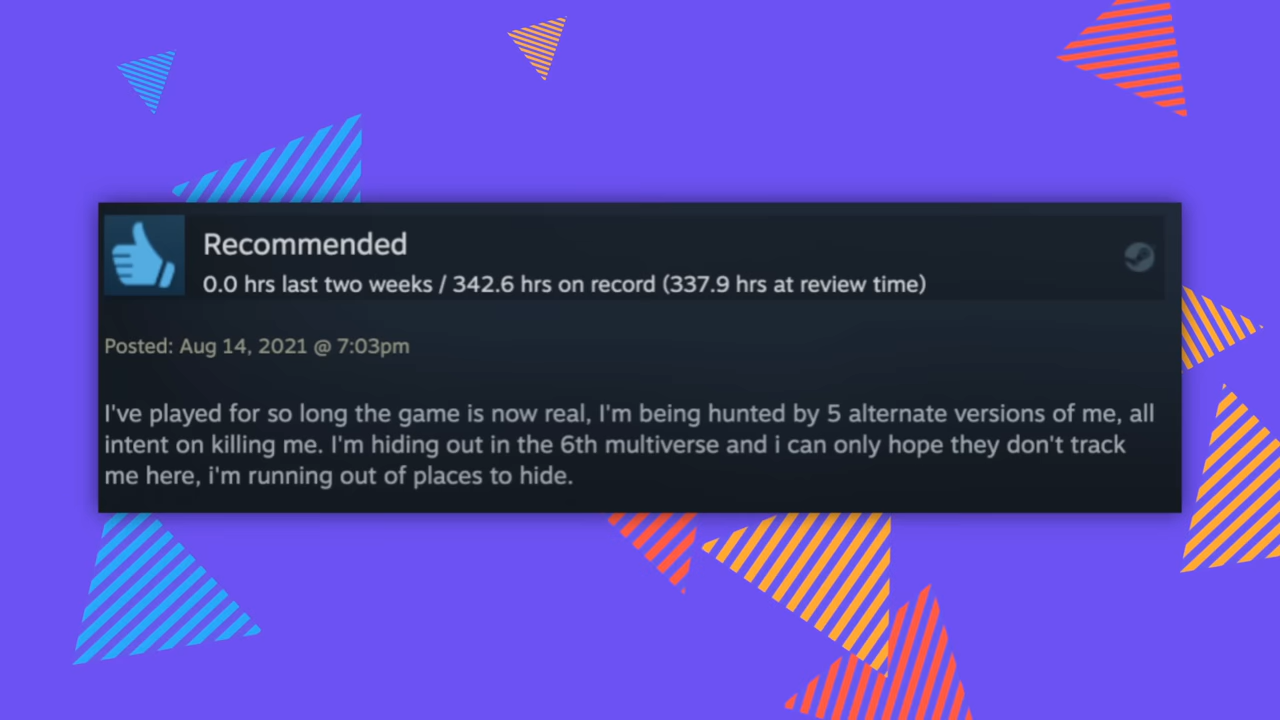 Recommended
0.0 hrs last two weeks / 342.6 hrs on record (337.9 hrs at review time)
Posted: Aug 14, 2021 @ 7:03pm
I've played for so long the game is now real, I'm being hunted by 5 alternate versions of me, all
intent on killing me. I'm hiding out in the 6th multiverse and i can only hope they don't track
me here, i'm running out of places to hide.